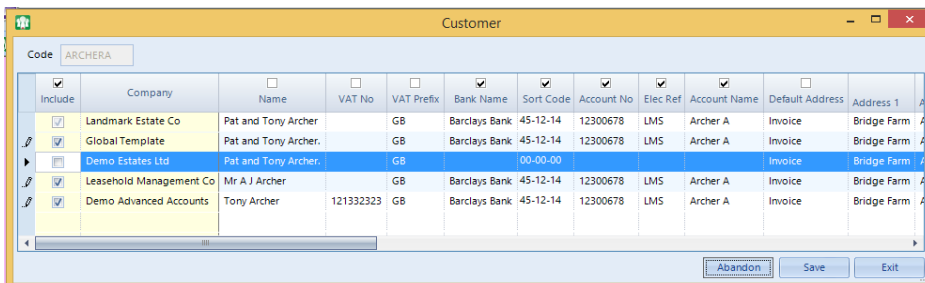 Customer
Code ARCHERA
Include Company Name VAT No VAT Prefix Bank Name Sort Code Account No Elec Ref Account Name Default Address Address 1
Landmark Estate Co Pat and Tony Archer GB Barclays Bank 45-12-14 12300678 LMS Archer A Invoice Bridge Farm
Global Template Pat and Tony Archer. GB Barclays Bank 45-12-14 12300678 LMS Archer A Invoice Bridge Farm
Demo Estates Ltd Pat and Tony Archer. GB 00-00-00 Invoice Bridge Farm
Leasehold Management Co Mr A J Archer GB Barclays Bank 45-12-14 12300678 LMS Archer A Invoice Bridge Farm
Demo Advanced Accounts Tony Archer 121332323 GB Barclays Bank 45-12-14 12300678 LMS Archer A Invoice Bridge Farm
Abandon Save Exit